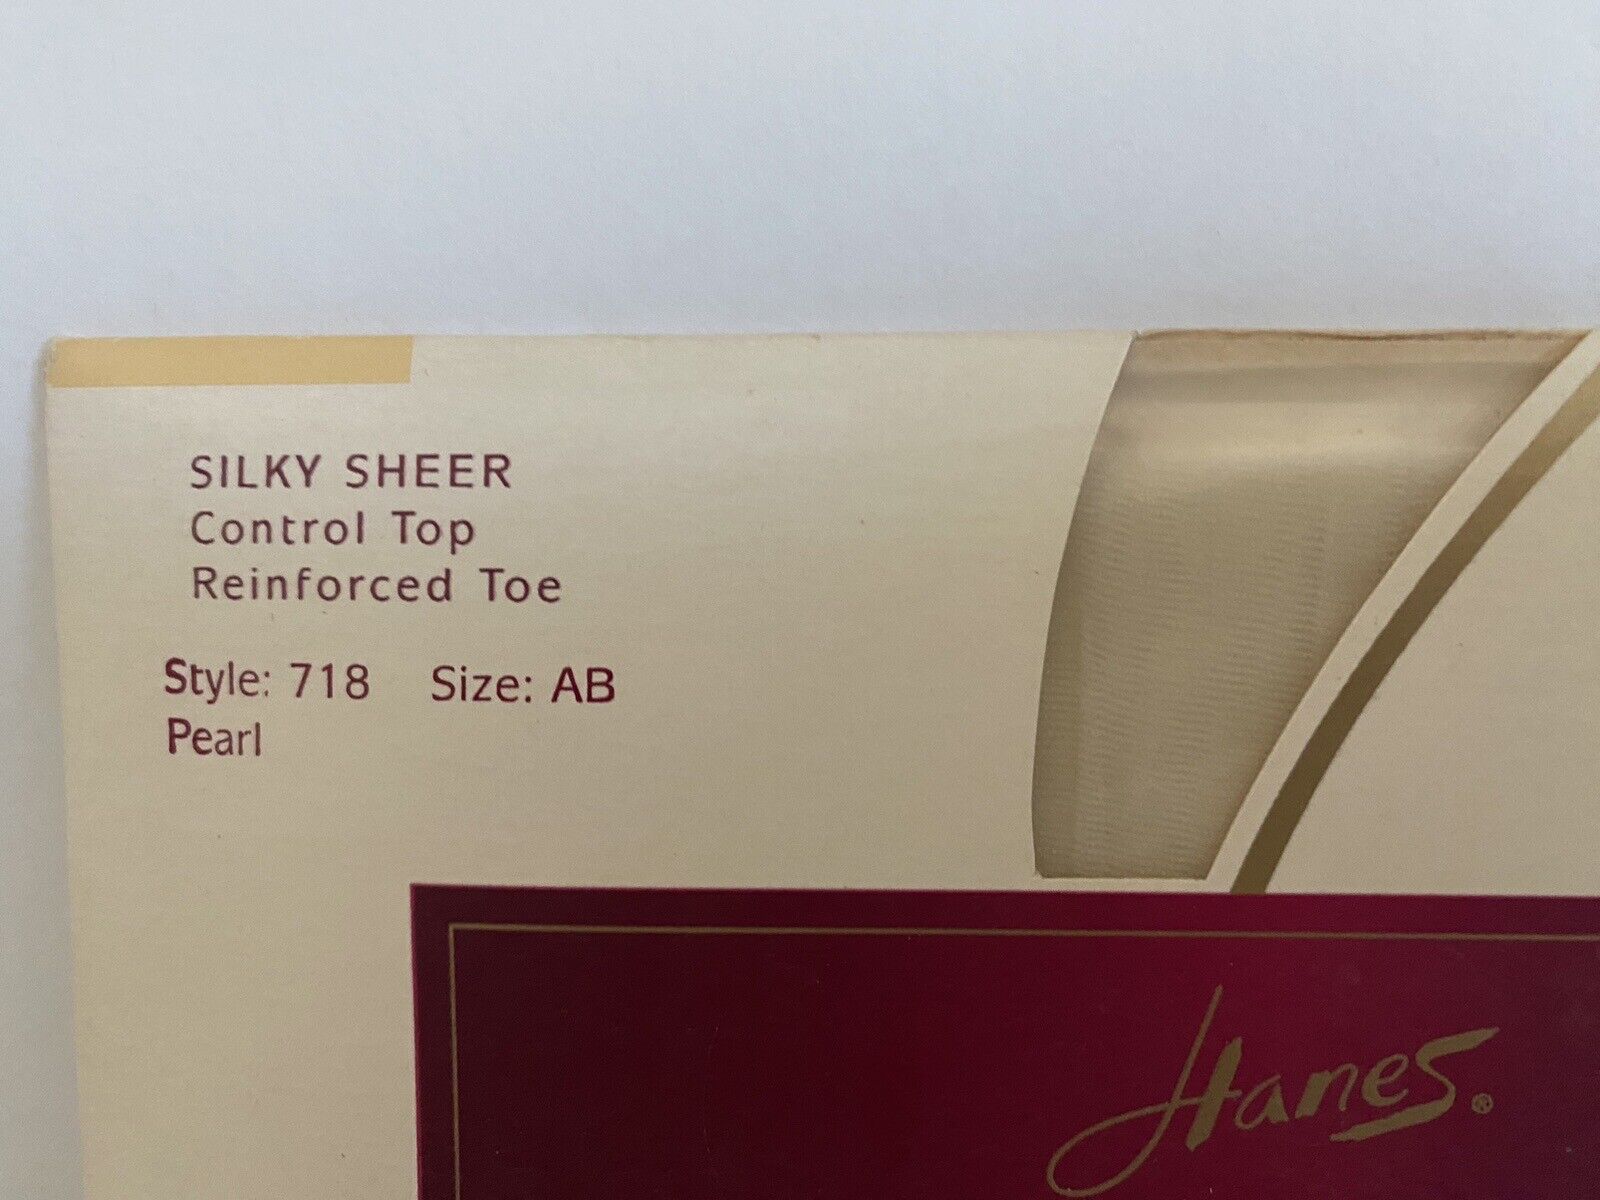 SILKY SHEER
Control Top
Reinforced Toe
Style: 718 Size: AB
Pearl
Hanes®